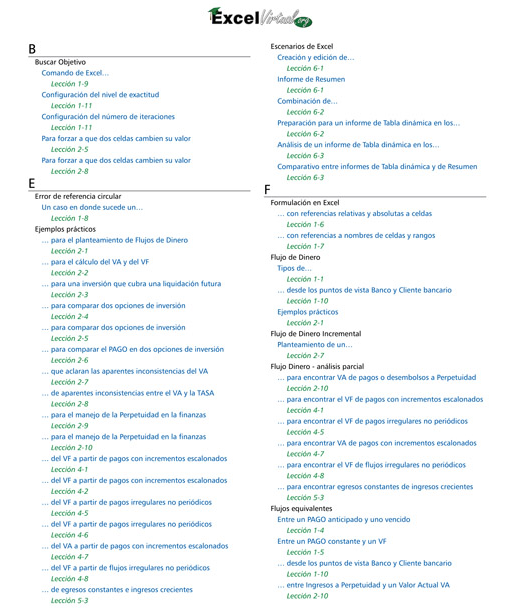 ExcelVirtual.org
B
Buscar Objetivo
Comando de Excel…
Lección 1-9
Configuración del nivel de exactitud
Lección 1-11
Configuración del número de iteraciones
Lección 1-11
Para forzar a que dos celdas cambien su valor
Lección 2-5
Para forzar a que dos celdas cambien su valor
Lección 2-8
E
Error de referencia circular
Un caso en donde sucede un…
Lección 1-8
Ejemplos prácticos
… para el planteamiento de Flujos de Dinero
Lección 2-1
… para el cálculo del VA y del VF
Lección 2-2
… para una inversión que cubra una liquidación futura
Lección 2-3
… para comparar dos opciones de inversión
Lección 2-4
… para comparar dos opciones de inversión
Lección 2-5
… para comparar el PAGO en dos opciones de inversión
Lección 2-6
… que aclaran las aparentes inconsistencias del VA
Lección 2-7
… de aparentes inconsistencias entre el VA y la TASA
Lección 2-8
… para el manejo de la Perpetuidad en la finanzas
Lección 2-9
… para el manejo de la Perpetuidad en la finanzas
Lección 2-10
… del VF a partir de pagos con incrementos escalonados
Lección 4-1
… del VF a partir de pagos con incrementos escalonados
Lección 4-2
… del VF a partir de pagos irregulares no periódicos
Lección 4-5
… del VF a partir de pagos irregulares no periódicos
Lección 4-6
… del VA a partir de pagos con incrementos escalonados
Lección 4-7
… del VF a partir de flujos irregulares no periódicos
Lección 4-8
… de egresos constantes e ingresos crecientes
Lección 5-3
Escenarios de Excel
Creación y edición de…
Lección 6-1
Informe de Resumen
Lección 6-1
Combinación de…
Lección 6-2
Preparación para un informe de Tabla dinámica en los…
Lección 6-2
Análisis de un informe de Tabla dinámica en los…
Lección 6-3
Comparativo entre informes de Tabla dinámica y de Resumen
Lección 6-3
F
Formulación en Excel
… con referencias relativas y absolutas a celdas
Lección 1-6
… con referencias a nombres de celdas y rangos
Lección 1-7
Flujo de Dinero
Tipos de…
Lección 1-1
… desde los puntos de vista Banco y Cliente bancario
Lección 1-10
Ejemplos prácticos
Lección 2-1
Flujo de Dinero Incremental
Planteamiento de un…
Lección 2-7
Flujo Dinero - análisis parcial
… para encontrar VA de pagos o desembolsos a Perpetuidad
Lección 2-10
… para encontrar el VF de pagos con incrementos escalonados
Lección 4-1
… para encontrar el VF de pagos irregulares no periódicos
Lección 4-5
… para encontrar VA de pagos con incrementos escalonados
Lección 4-7
… para encontrar el VF de flujos irregulares no periódicos
Lección 4-8
… para encontrar egresos constantes de ingresos crecientes
Lección 5-3
Flujos equivalentes
Entre un PAGO anticipado y uno vencido
Lección 1-4
Entre un PAGO constante y un VF
Lección 1-5
… desde los puntos de vista Banco y Cliente bancario
Lección 1-10
… entre Ingresos a Perpetuidad y un Valor Actual VA
Lección 2-10